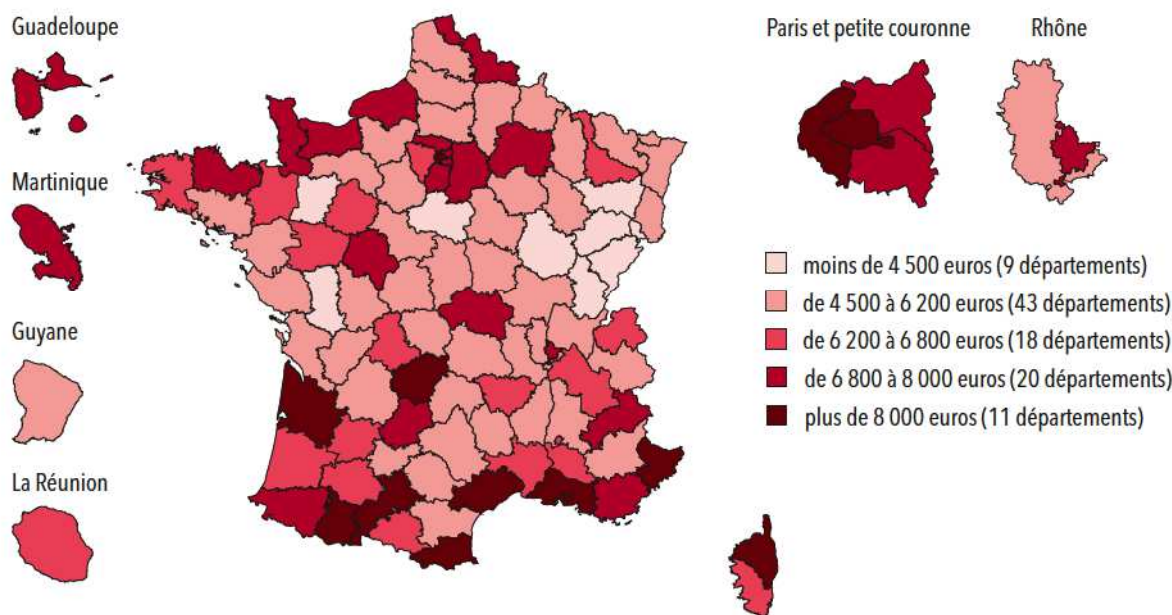 Guadeloupe
Martinique
Guyane
La Réunion
Paris et petite couronne
Rhône
moins de 4 500 euros (9 départements)
de 4 500 à 6 200 euros (43 départements)
de 6 200 à 6 800 euros (18 départements)
de 6 800 à 8 000 euros (20 départements)
plus de 8 000 euros (11 départements)